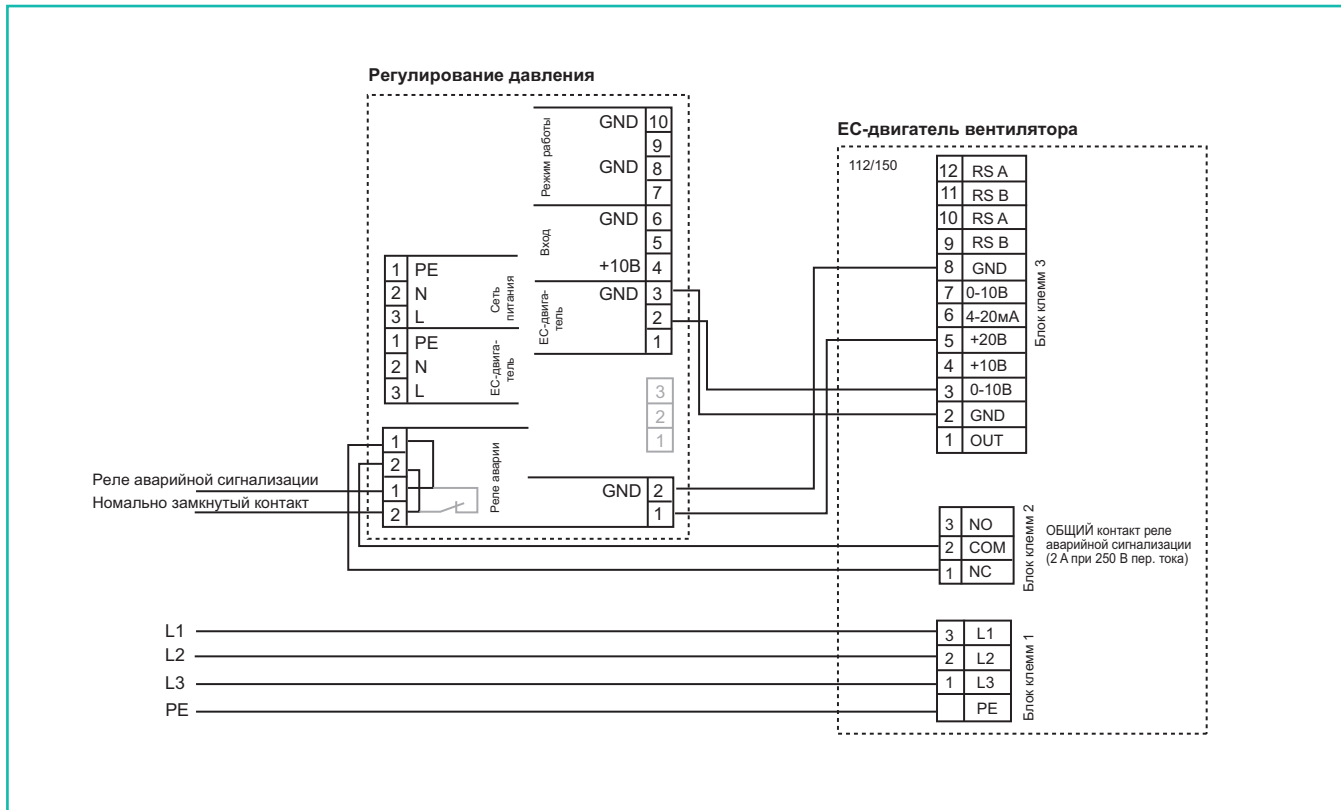 Регулирование давления
Режим работы
GND 10
9
GND 8
7
Вход
GND 6
5
+10В 4
ЕС-двига-
тель
GND 3
2
1
1 PE
2 N
3 L
Сеть
питания
1 PE
2 N
3 L
ЕС-двига-
тель
3
2
1
1
2
1
2
Реле аварии
GND 2
1
Реле аварийной сигнализации
Номально замкнутый контакт
ЕС-двигатель вентилятора
112/150
12 RS A
11 RS B
10 RS A
9 RS B
8 GND
7 0-10В
6 4-20мА
5 +20В
4 +10В
3 0-10В
2 GND
1 OUT
Блок клемм 3
3 NO
2 COM
1 NC
Блок клемм 2
ОБЩИЙ контакт реле
аварийной сигнализации
(2 А при 250 В пер. тока)
L1
L2
L3
PE
3 L1
2 L2
1 L3
PE
Блок клемм 1